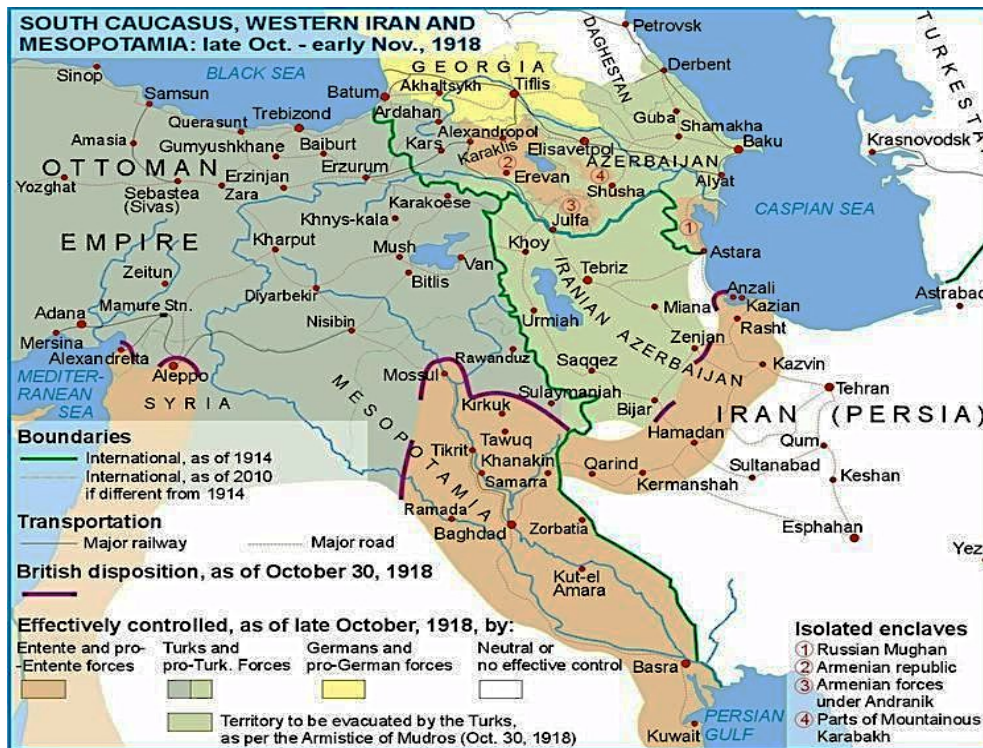 SOUTH CAUCASUS, WESTERN IRAN AND
MESOPOTAMIA: late Oct. - early Nov., 1918
BLACK SEA
GEORGIA
DAGHESTAN
TURKESTA
Petrovsk
Derbent
Sinop
Samsun
Batum
Akhaltsykh
Tiflis
Ardahan
Querasunt
Trebizond
Guba
Shamakha
Amasia
Gumyushkhane
Baiburt
Alexandropol
Kars
Karaklis
Elisavetpol
AZERBAIJAN
Baku
Krasnovodsk
OTTOMAN
Yozghat
Sebastea
(Sivas)
Zara
Erzinjan
Erzurum
2
Erevan
4
Shusha
Alyat
Karakoese
3
Julfa
1
CASPIAN SEA
Khnys-kala
EMPIRE
Kharput
Mush
Van
Khoy
Astara
Zeitun
Bitlis
Tebriz
IRANIAN AZERBAIJAN
Anzali
Kazian
Astrabad
Mamure Stn.
Diyarbekir
Adana
Nisibin
Urmiah
Miana
Rasht
Mersina
Alexandretta
Rawanduz
Zenjan
Kazvin
MEDITER-
RANEAN
SEA
Aleppo
SYRIA
Mossul
Saqqez
Tehran
MESOPOTAMIA
Kirkuk
Sulaymaniah
Bijar
IRAN (PERSIA)
Tawuq
Hamadan
Qum
Tikrit
Khanakin
Samarra
Qarind
Kermanshah
Sultanabad
Keshan
Ramada
Baghdad
Zorbatia
Esphahan
Yez
Kut-el
Amara
Basra
Kuwait
PERSIAN
GULF
Boundaries
International, as of 1914
International, as of 2010
if different from 1914
Transportation
Major railway
Major road
British disposition, as of October 30, 1918
Effectively controlled, as of late October, 1918, by:
Entente and pro-
-Entente forces
Turks and
pro-Turk. Forces
Germans and
pro-German forces
Neutral or
no effective control
Territory to be evacuated by the Turks,
as per the Armistice of Mudros (Oct. 30, 1918)
Isolated enclaves
1 Russian Mughan
2 Armenian republic
3 Armenian forces
under Andranik
4 Parts of Mountainous
Karabakh